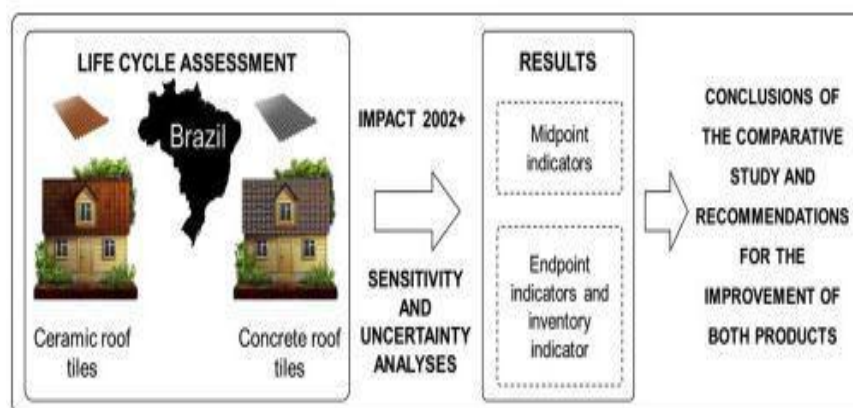 LIFE CYCLE ASSESSMENT
Brazil
Ceramic roof
tiles
Concrete roof
tiles
IMPACT 2002+
SENSITIVITY
AND
UNCERTAINTY
ANALYSES
RESULTS
Midpoint
indicators
Endpoint
indicators and
inventory
indicator
CONCLUSIONS OF
THE COMPARATIVE
STUDY AND
RECOMMENDATIONS
FOR THE
IMPROVEMENT OF
BOTH PRODUCTS